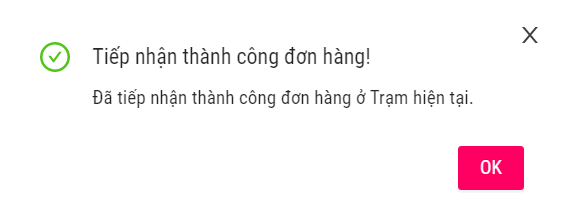 X
Tiếp nhận thành công đơn hàng!
Đã tiếp nhận thành công đơn hàng ở Trạm hiện tại.
OK